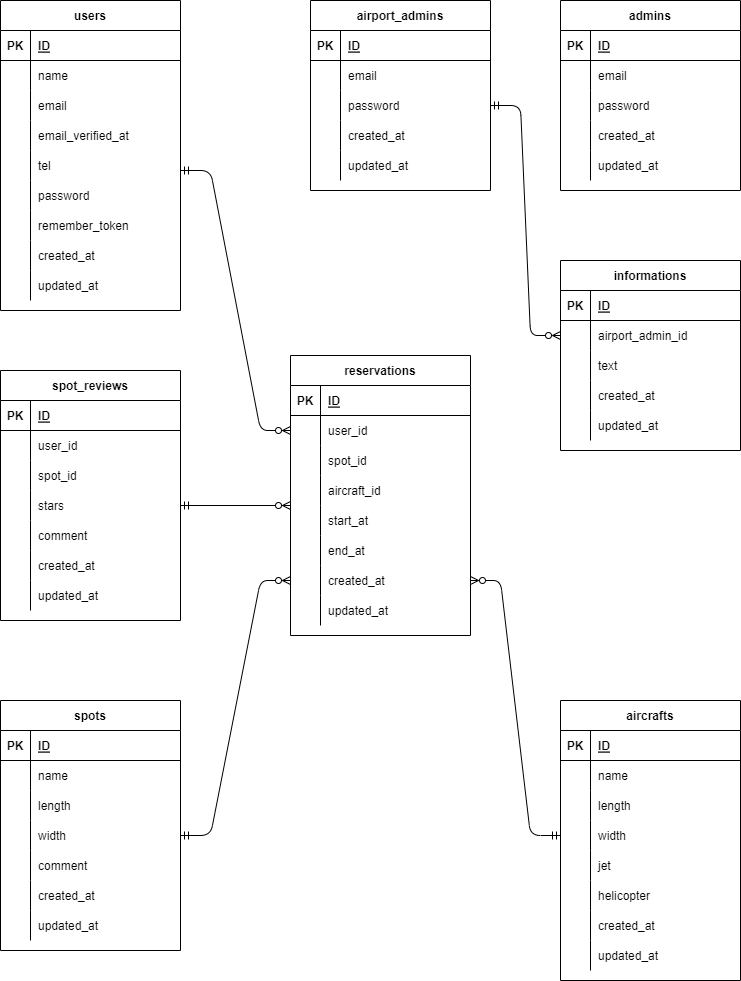 users
PK ID
name
email
email_verified_at
tel
password
remember_token
created_at
updated_at
airport_admins
PK ID
email
password
created_at
updated_at
admins
PK ID
email
password
created_at
updated_at
informations
PK ID
airport_admin_id
text
created_at
updated_at
spot_reviews
PK ID
user_id
spot_id
stars
comment
created_at
updated_at
reservations
PK ID
user_id
spot_id
aircraft_id
start_at
end_at
created_at
updated_at
spots
PK ID
name
length
width
comment
created_at
updated_at
aircrafts
PK ID
name
length
width
jet
helicopter
created_at
updated_at